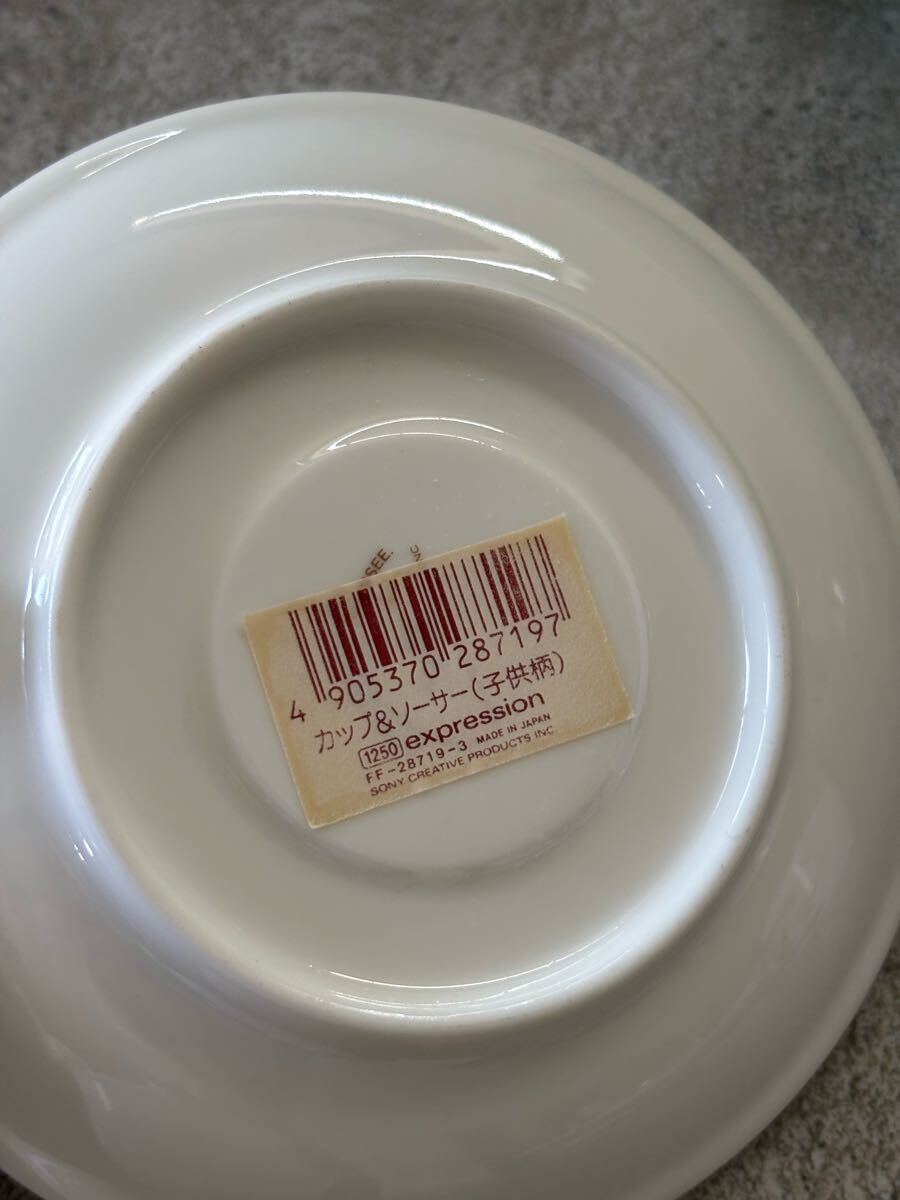 SEE.
4 905370 287197
カップ&ソーサー(子供柄)
1250 expression
FF-28719-3 MADE IN JAPAN
SONY CREATIVE PRODUCTS INC